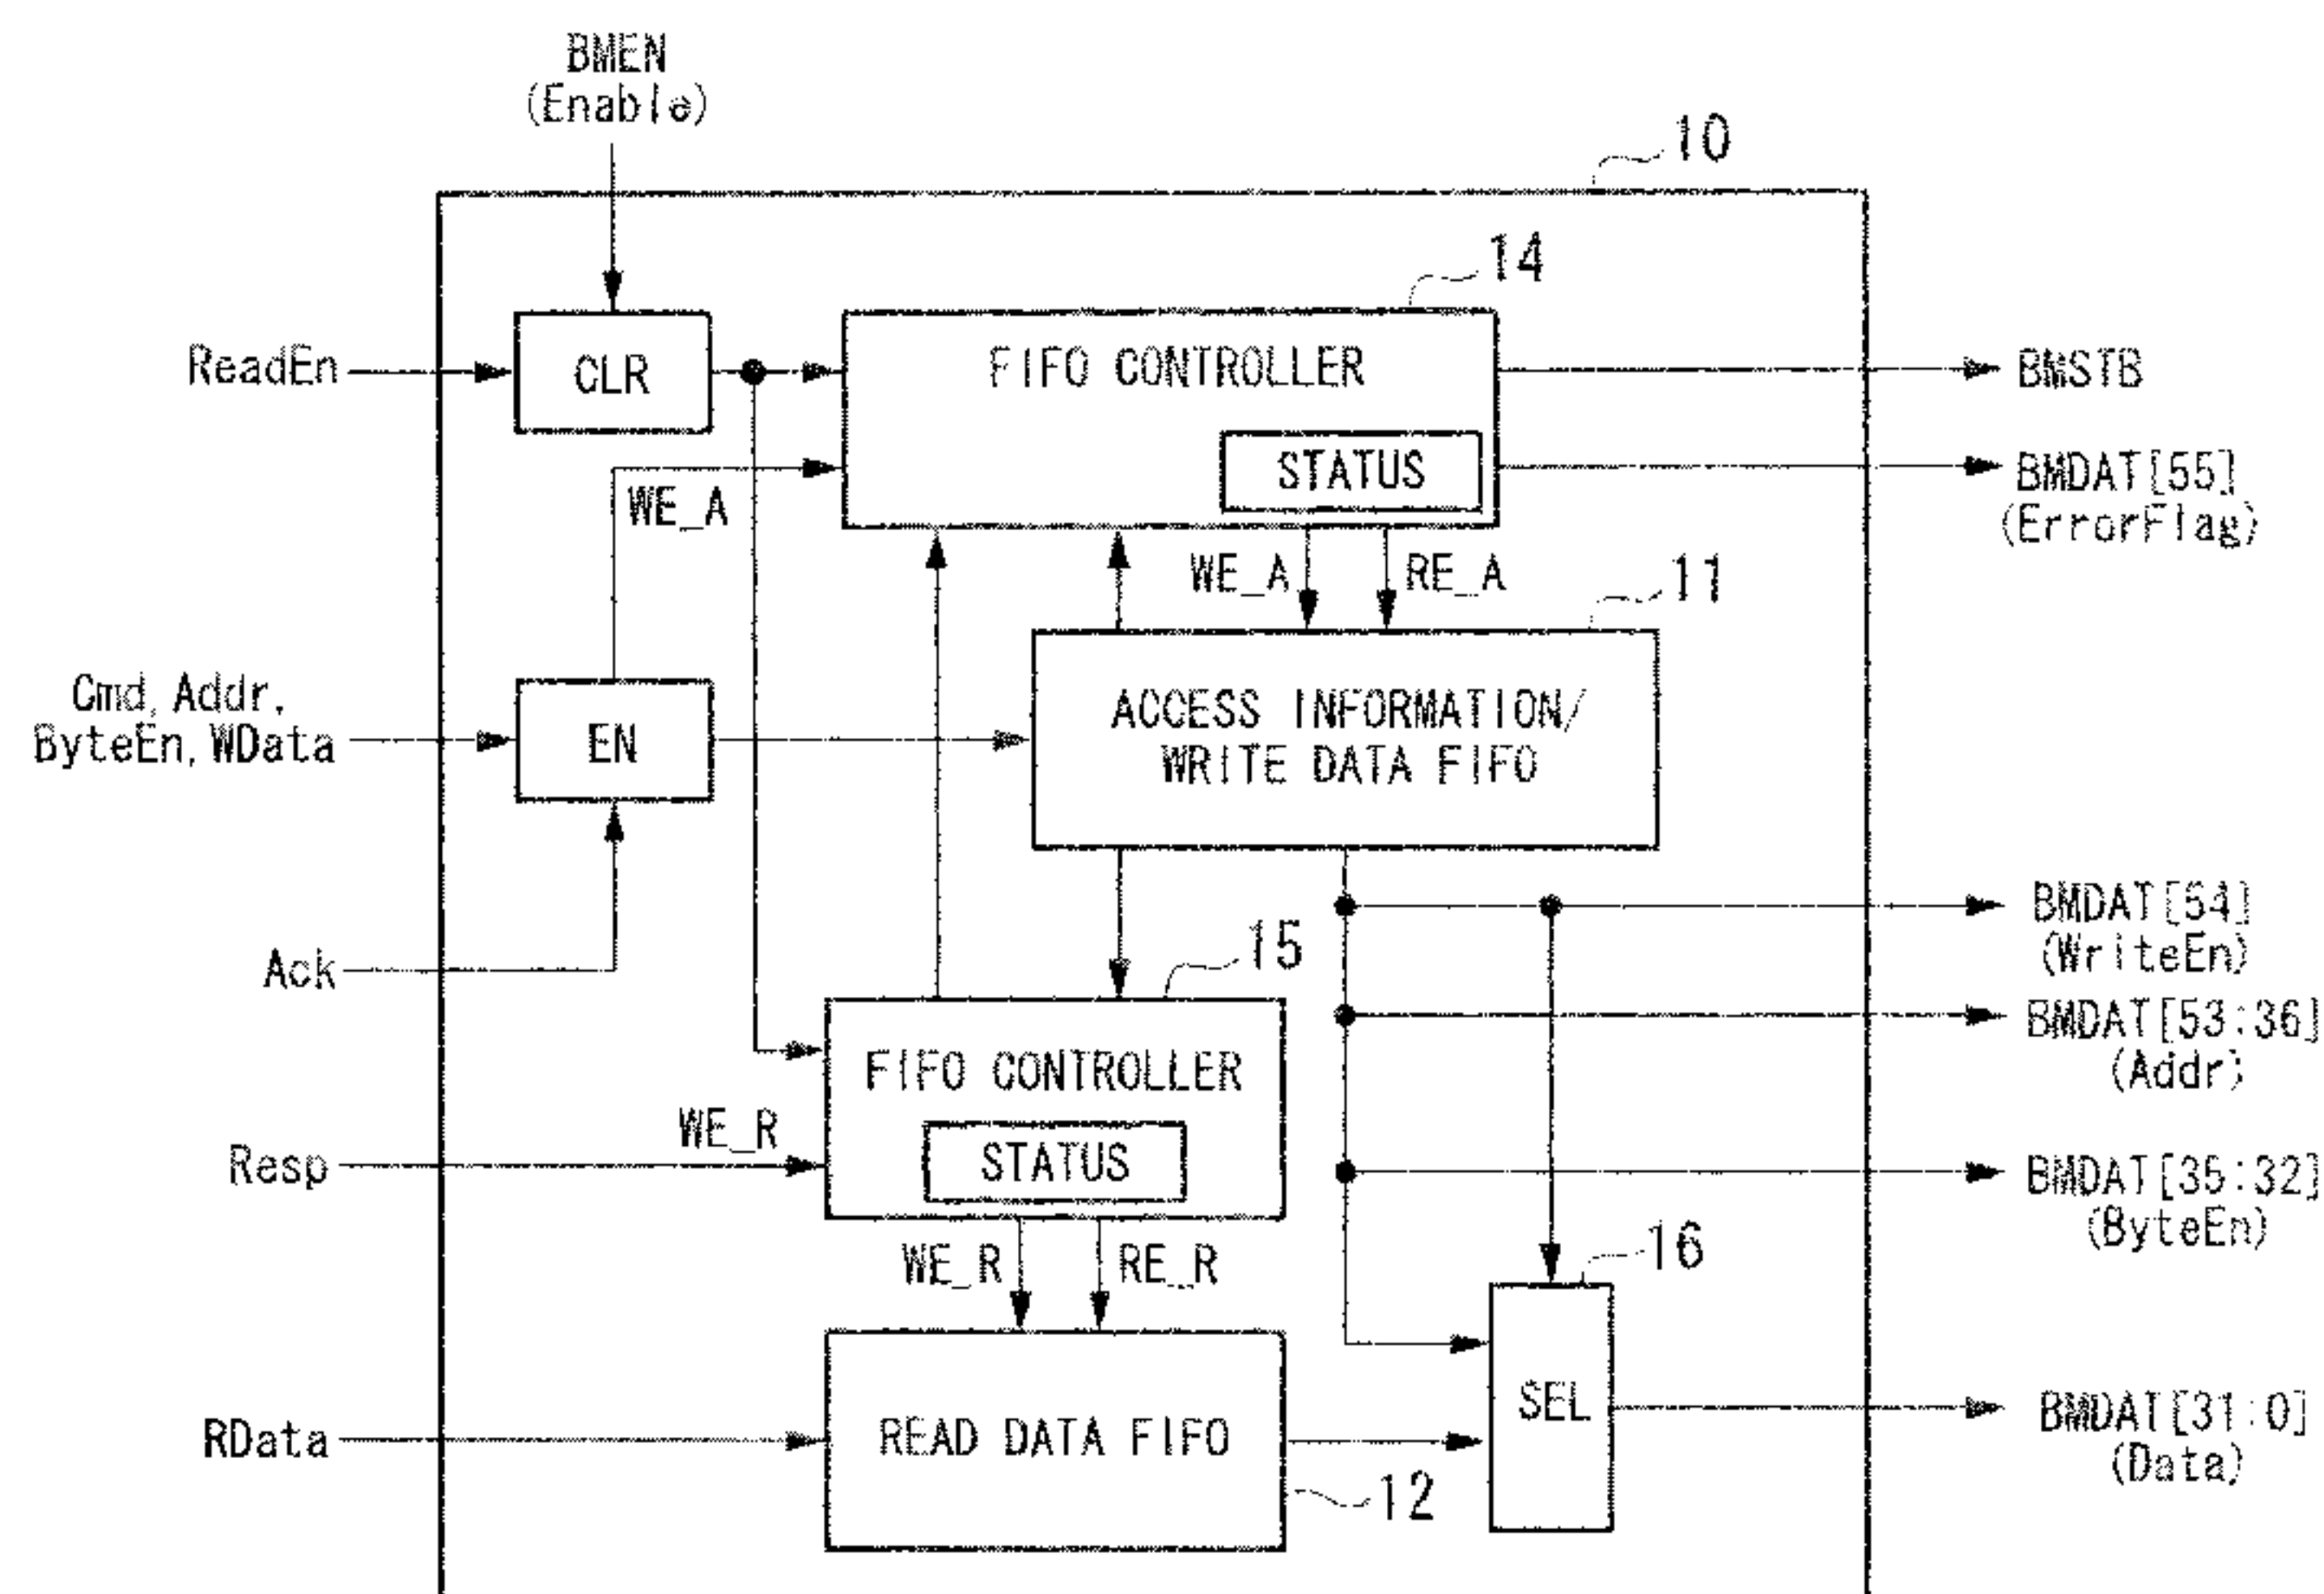 BMEN
(Enable)
10
14
ReadEn
CLR
FIFO CONTROLLER
BMSTB
STATUS
BMDAT[55]
(ErrorFlag)
WE_A
WE_A
RE_A
11
Cmd, Addr,
ByteEn, WData
EN
ACCESS INFORMATION/
WRITE DATA FIFO
BMDAT[54]
(WriteEn)
Ack
15
BMDAT[53:36]
(Addr)
FIFO CONTROLLER
WE_R
Resp
STATUS
BMDAT[35:32]
(ByteEn)
WE_R
RE_R
16
SEL
BMDAT[31:0]
(Data)
RData
READ DATA FIFO
12